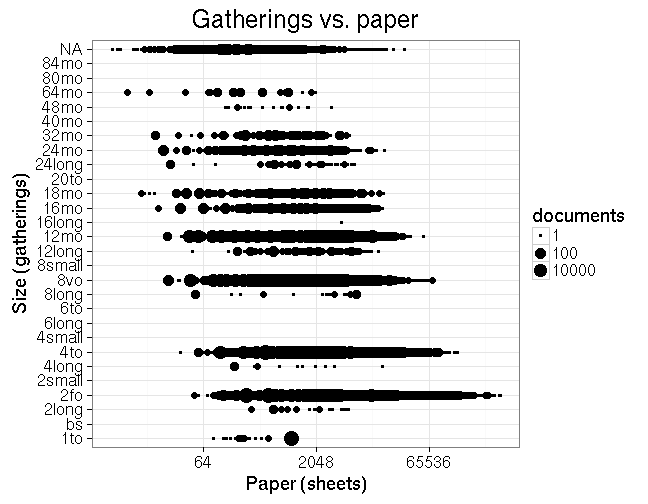 Gatherings vs. paper
NA
84mo
80mo
64mo
48mo
40mo
32mo
24mo
24long
20to
18mo
16mo
16long
12mo
12long
8small
8vo
8long
6to
6long
4small
4to
4long
2small
2fo
2long
bs
1to
Size (gatherings)
64 2048 65536
Paper (sheets)
documents
1
100
10000